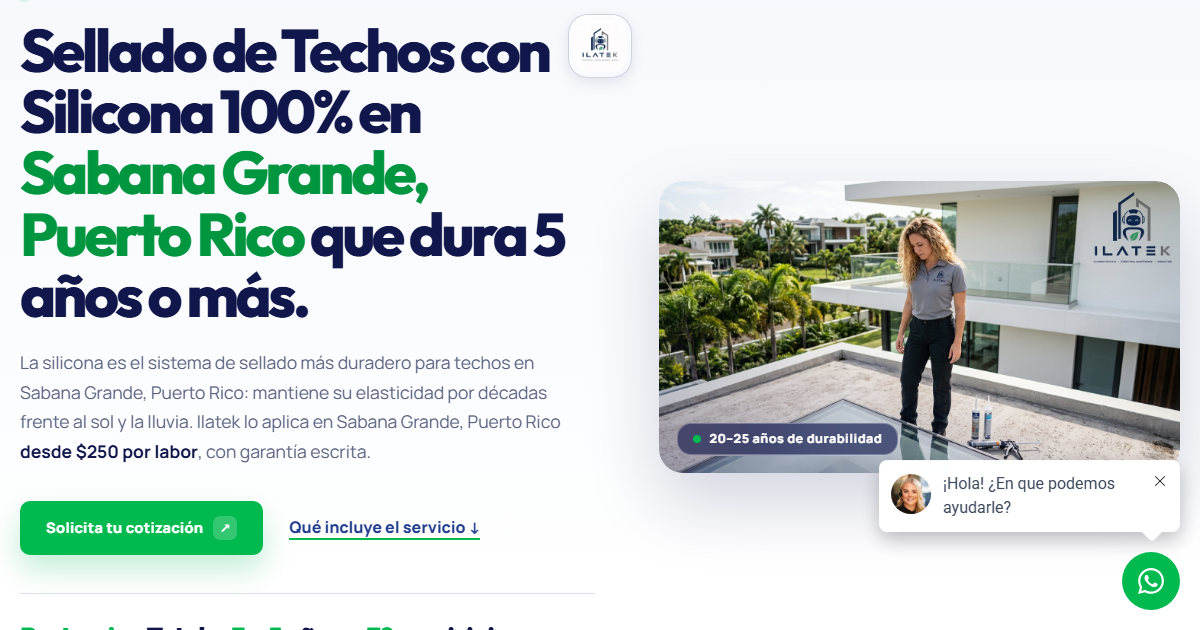 Sellado de Techos con
Silicona 100% en
Sabana Grande,
Puerto Rico que dura 5
años o más.
ILATEK
La silicona es el sistema de sellado más duradero para techos en
Sabana Grande, Puerto Rico: mantiene su elasticidad por décadas
frente al sol y la lluvia. Ilatek lo aplica en Sabana Grande, Puerto Rico
desde $250 por labor, con garantía escrita.
Solicita tu cotización ↗
Qué incluye el servicio ↓
ILATEK
20–25 años de durabilidad
¡Hola! ¿En que podemos
ayudarle?